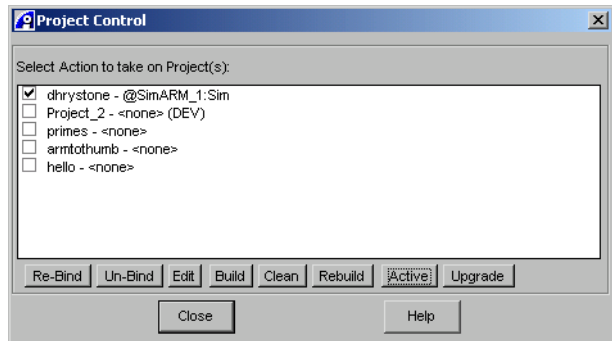 Project Control
Select Action to take on Project(s):
dhrystone - @SimARM_1:Sim
Project_2 - <none> (DEV)
primes - <none>
armtothumb - <none>
hello - <none>
Re-Bind Un-Bind Edit Build Clean Rebuild Active Upgrade
Close Help